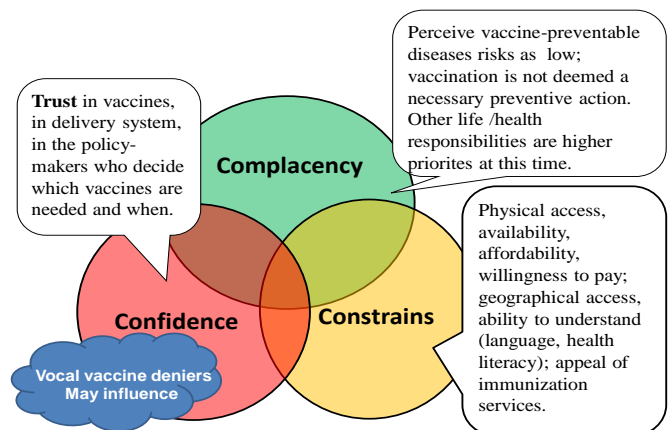 Perceive vaccine-preventable
diseases risks as  low;
vaccination is not deemed a
necessary preventive action.
Other life /health
responsibilities are higher
priorites at this time.
Trust in vaccines,
in delivery system,
in the policy-
makers who decide
which vaccines are
needed and when.
Complacency
Physical access,
availability,
affordability,
willingness to pay;
geographical access,
ability to understand
(language, health
literacy); appeal of
immunization
services.
Confidence
Constrains
Vocal vaccine deniers
May influence